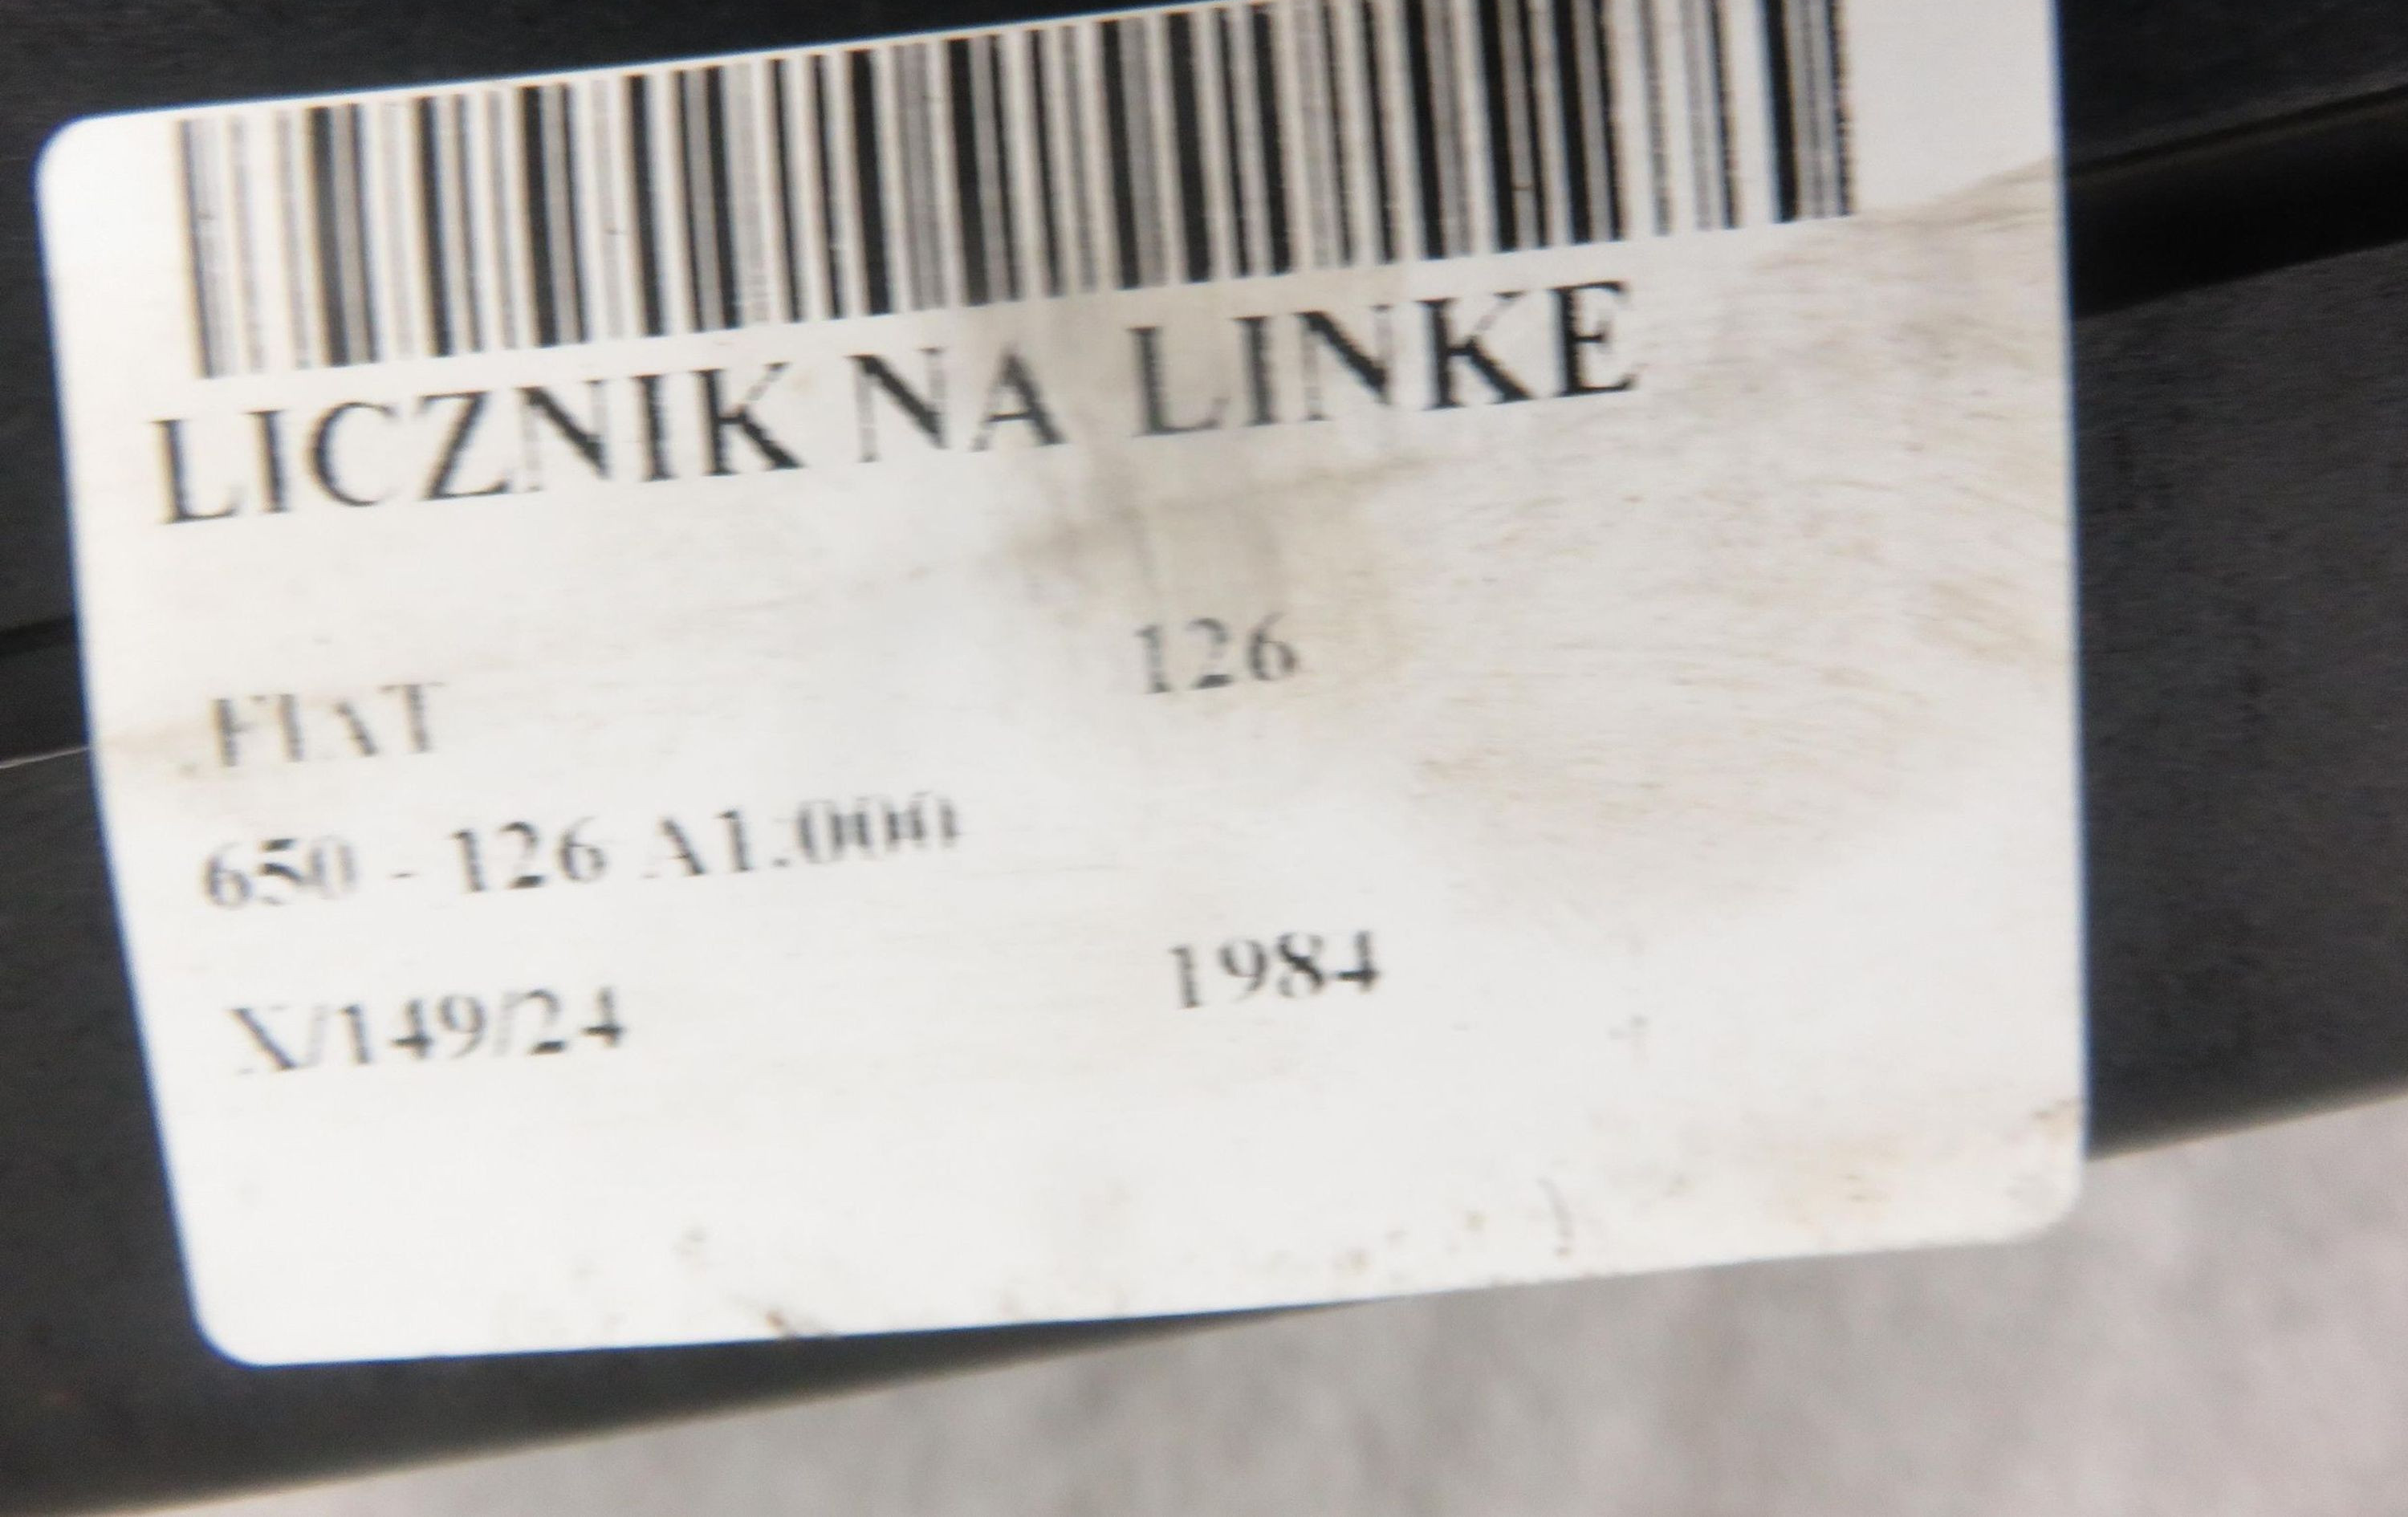 LICZNIK NA LINKE
FIAT 126
650 - 126 A1.000
X/149/24 1984